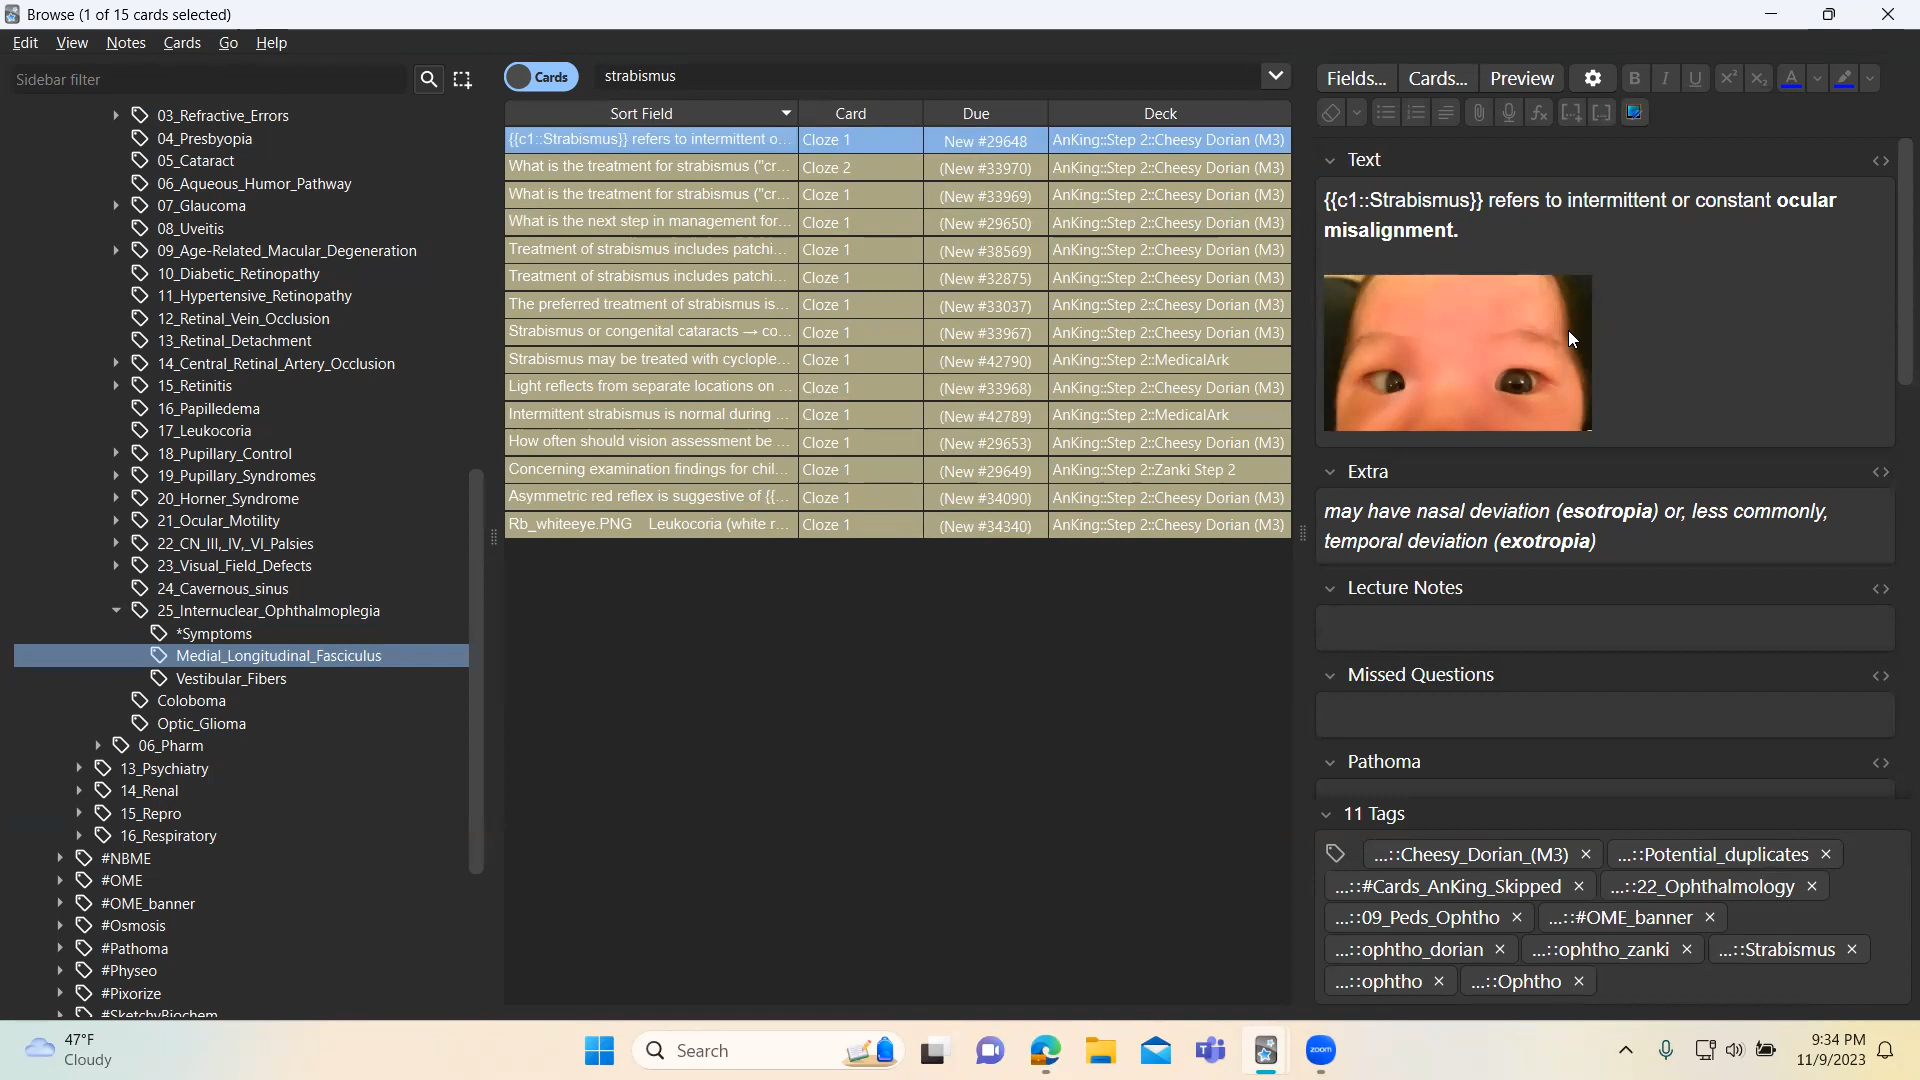 Browse (1 of 15 cards selected)
Edit View Notes Cards Go Help
Sidebar filter
03_Refractive_Errors
04_Presbyopia
05_Cataract
06_Aqueous_Humor_Pathway
07_Glaucoma
08_Uveitis
09_Age-Related_Macular_Degeneration
10_Diabetic_Retinopathy
11_Hypertensive_Retinopathy
12_Retinal_Vein_Occlusion
13_Retinal_Detachment
14_Central_Retinal_Artery_Occlusion
15_Retinitis
16_Papilledema
17_Leukocoria
18_Pupillary_Control
19_Pupillary_Syndromes
20_Horner_Syndrome
21_Ocular_Motility
22_CN_III,_IV,_VI_Palsies
23_Visual_Field_Defects
24_Cavernous_sinus
25_Internuclear_Ophthalmoplegia
*Symptoms
Medial_Longitudinal_Fasciculus
Vestibular_Fibers
Coloboma
Optic_Glioma
06_Pharm
13_Psychiatry
14_Renal
15_Repro
16_Respiratory
#NBME
#OME
#OME_banner
#Osmosis
#Pathoma
#Physeo
#Pixorize
#SketchyBiochem
Cards strabismus
Sort Field Card Due Deck
{{c1::Strabismus}} refers to intermittent o... Cloze 1 New #29648 AnKing::Step 2::Cheesy Dorian (M3)
What is the treatment for strabismus ("cr... Cloze 2 (New #33970) AnKing::Step 2::Cheesy Dorian (M3)
What is the treatment for strabismus ("cr... Cloze 1 (New #33969) AnKing::Step 2::Cheesy Dorian (M3)
What is the next step in management for... Cloze 1 (New #29650) AnKing::Step 2::Cheesy Dorian (M3)
Treatment of strabismus includes patchi... Cloze 1 (New #38569) AnKing::Step 2::Cheesy Dorian (M3)
Treatment of strabismus includes patchi... Cloze 1 (New #32875) AnKing::Step 2::Cheesy Dorian (M3)
The preferred treatment of strabismus is... Cloze 1 (New #33037) AnKing::Step 2::Cheesy Dorian (M3)
Strabismus or congenital cataracts → co... Cloze 1 (New #33967) AnKing::Step 2::Cheesy Dorian (M3)
Strabismus may be treated with cyclople... Cloze 1 (New #42790) AnKing::Step 2::MedicalArk
Light reflects from separate locations on ... Cloze 1 (New #33968) AnKing::Step 2::Cheesy Dorian (M3)
Intermittent strabismus is normal during ... Cloze 1 (New #42789) AnKing::Step 2::MedicalArk
How often should vision assessment be ... Cloze 1 (New #29653) AnKing::Step 2::Cheesy Dorian (M3)
Concerning examination findings for chil... Cloze 1 (New #29649) AnKing::Step 2::Zanki Step 2
Asymmetric red reflex is suggestive of {{... Cloze 1 (New #34090) AnKing::Step 2::Cheesy Dorian (M3)
Rb_whiteeye.PNG Leukocoria (white r... Cloze 1 (New #34340) AnKing::Step 2::Cheesy Dorian (M3)
Fields... Cards... Preview
Text
{{c1::Strabismus}} refers to intermittent or constant ocular
misalignment.
Extra
may have nasal deviation (esotropia) or, less commonly,
temporal deviation (exotropia)
Lecture Notes
Missed Questions
Pathoma
11 Tags
...::Cheesy_Dorian_(M3) × ...::Potential_duplicates ×
...::#Cards_AnKing_Skipped × ...::22_Ophthalmology ×
...::09_Peds_Ophtho × ...::#OME_banner ×
...::ophtho_dorian × ...::ophtho_zanki × ...::Strabismus ×
...::ophtho × ...::Ophtho ×
47°F
Cloudy
Search
zoom
9:34 PM
11/9/2023